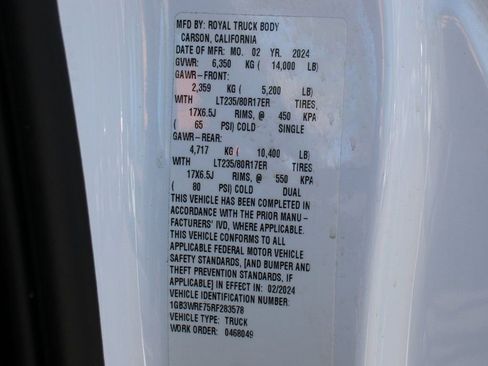 MFD BY: ROYAL TRUCK BODY
CARSON, CALIFORNIA
DATE OF MFR: MO. 02 YR. 2024
GVWR: 6,350 KG ( 14,000 LB)
GAWR-FRONT:
2,359 KG ( 5,200 LB)
WITH LT235/80R17ER TIRES,
17X6.5J RIMS, @ 450 KPA
( 65 PSI) COLD SINGLE
GAWR-REAR:
4,717 KG ( 10,400 LB)
WITH LT235/80R17ER TIRES
17X6.5J RIMS, @ 550 KPA
( 80 PSI) COLD DUAL
THIS VEHICLE HAS BEEN COMPLETED IN
ACCORDANCE WITH THE PRIOR MANU -
FACTURERS' IVD, WHERE APPLICABLE.
THIS VEHICLE CONFORMS TO ALL
APPLICABLE FEDERAL MOTOR VEHICLE
SAFETY STANDARDS, [AND BUMPER AND
THEFT PREVENTION STANDARDS, IF
APPLICABLE] IN EFFECT IN: 02/2024
VEHICLE IDENTIFICATION NUMBER:
1GB3WRE75RF283578
VEHICLE TYPE: TRUCK
WORK ORDER: 0468049